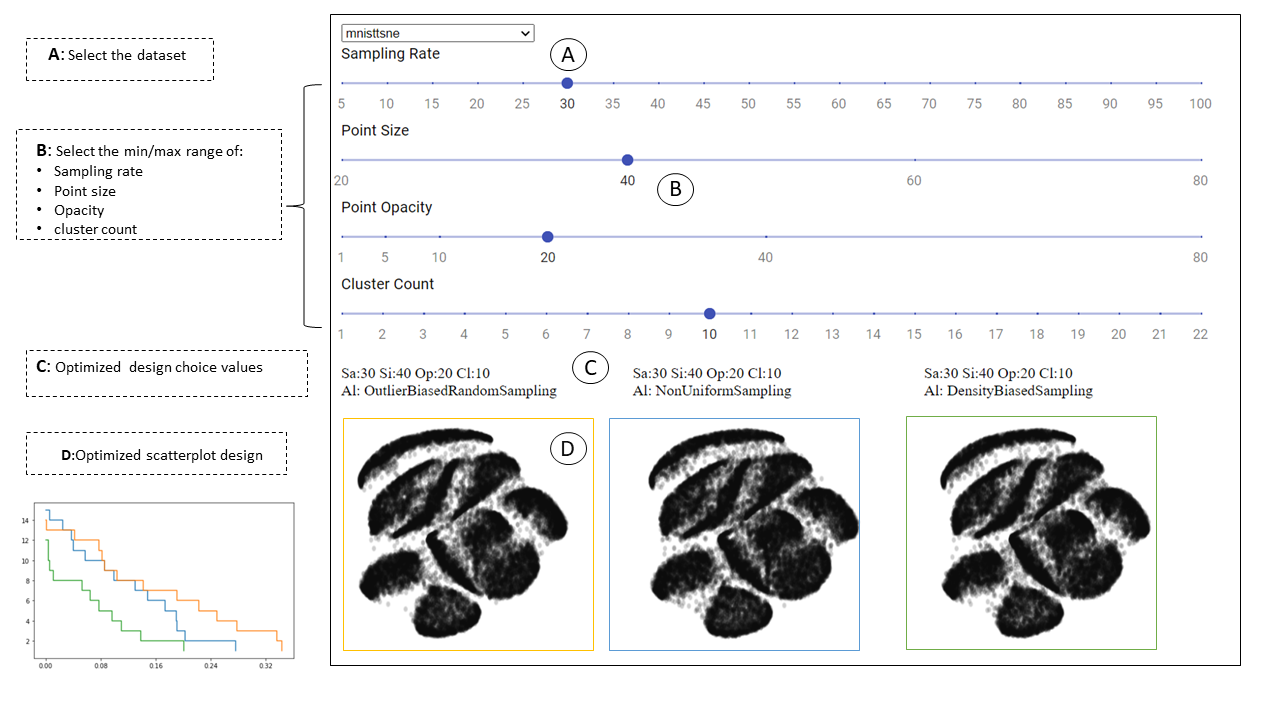 A: Select the dataset
B: Select the min/max range of:
• Sampling rate
• Point size
• Opacity
• cluster count
C: Optimized design choice values
D:Optimized scatterplot design
14
12
10
8
6
4
2
0.00 0.08 0.16 0.24 0.32
mnisttsne
Sampling Rate
A
5 10 15 20 25 30 35 40 45 50 55 60 65 70 75 80 85 90 95 100
Point Size
20 40 60 80
B
Point Opacity
1 5 10 20 40 80
Cluster Count
1 2 3 4 5 6 7 8 9 10 11 12 13 14 15 16 17 18 19 20 21 22
C
Sa:30 Si:40 Op:20 Cl:10
Al: OutlierBiasedRandomSampling
Sa:30 Si:40 Op:20 Cl:10
Al: NonUniformSampling
Sa:30 Si:40 Op:20 Cl:10
Al: DensityBiasedSampling
D